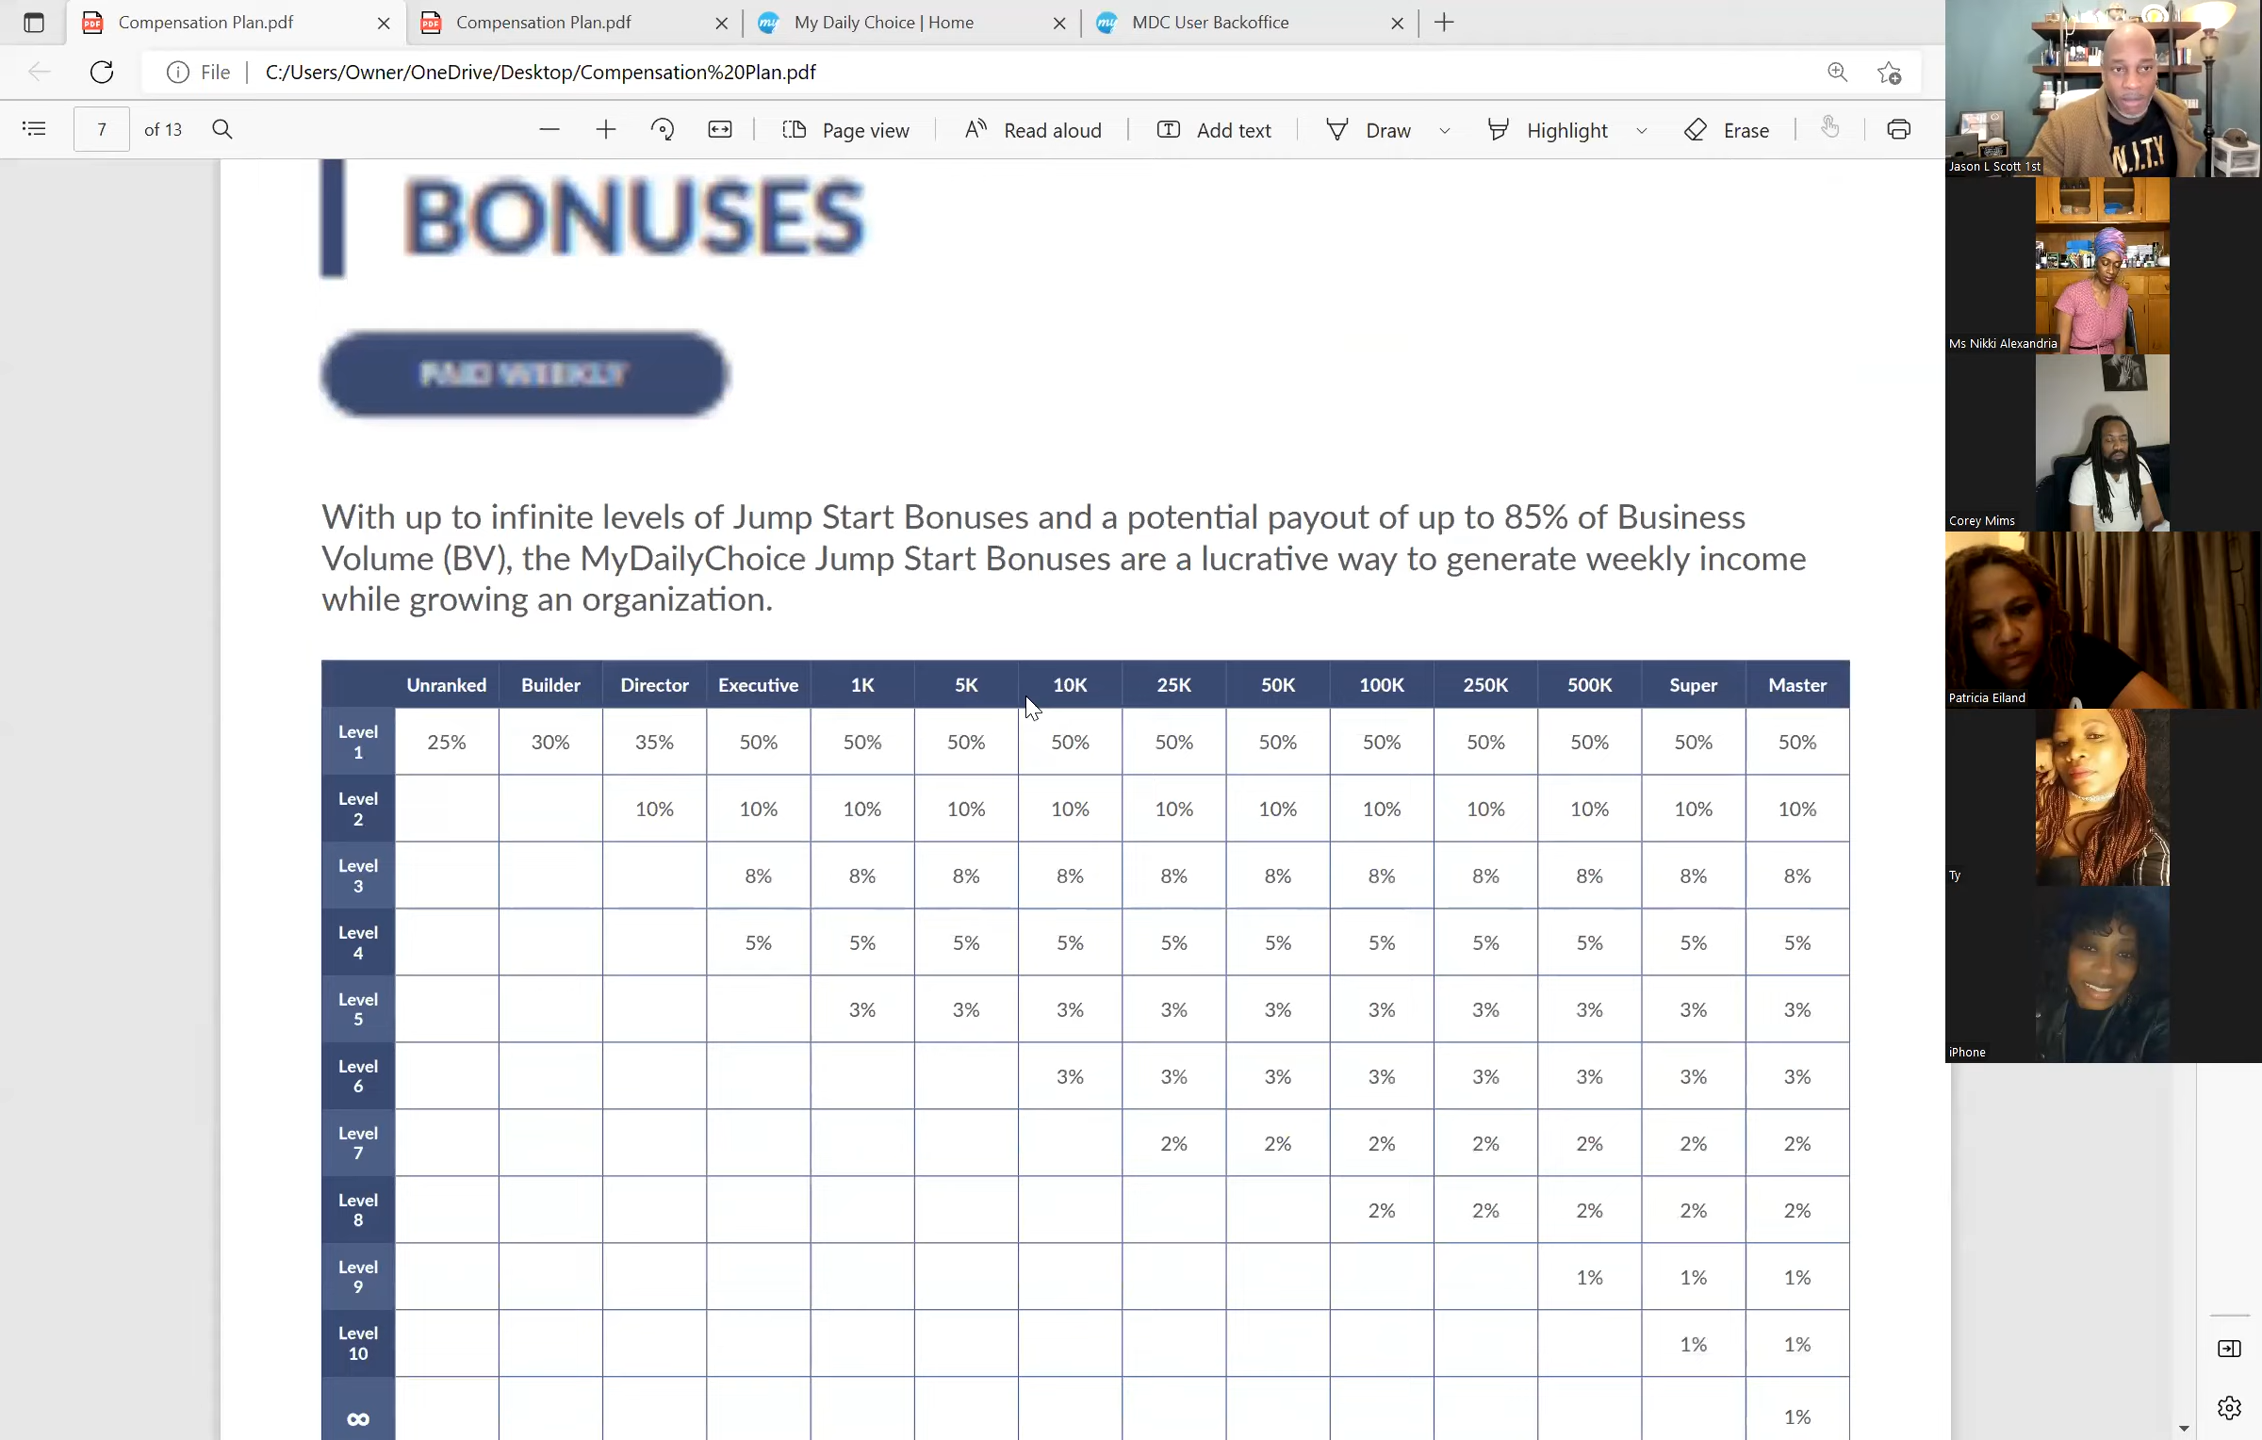 Compensation Plan.pdf
Compensation Plan.pdf
My Daily Choice | Home
MDC User Backoffice
File
C:/Users/Owner/OneDrive/Desktop/Compensation%20Plan.pdf
7 of 13
Page view
Read aloud
Add text
Draw
Highlight
Erase
BONUSES
PAID WEEKLY
With up to infinite levels of Jump Start Bonuses and a potential payout of up to 85% of Business
Volume (BV), the MyDailyChoice Jump Start Bonuses are a lucrative way to generate weekly income
while growing an organization.
Unranked Builder Director Executive 1K 5K 10K 25K 50K 100K 250K 500K Super Master
Level 1 25% 30% 35% 50% 50% 50% 50% 50% 50% 50% 50% 50% 50% 50%
Level 2 10% 10% 10% 10% 10% 10% 10% 10% 10% 10% 10% 10%
Level 3 8% 8% 8% 8% 8% 8% 8% 8% 8% 8% 8%
Level 4 5% 5% 5% 5% 5% 5% 5% 5% 5% 5% 5%
Level 5 3% 3% 3% 3% 3% 3% 3% 3% 3% 3%
Level 6 3% 3% 3% 3% 3% 3% 3% 3%
Level 7 2% 2% 2% 2% 2% 2% 2%
Level 8 2% 2% 2% 2% 2%
Level 9 1% 1% 1%
Level 10 1% 1%
∞ 1%
U.N.I.T.Y
Jason L Scott 1st
Ms Nikki Alexandria
Corey Mims
Patricia Eiland
Ty
iPhone